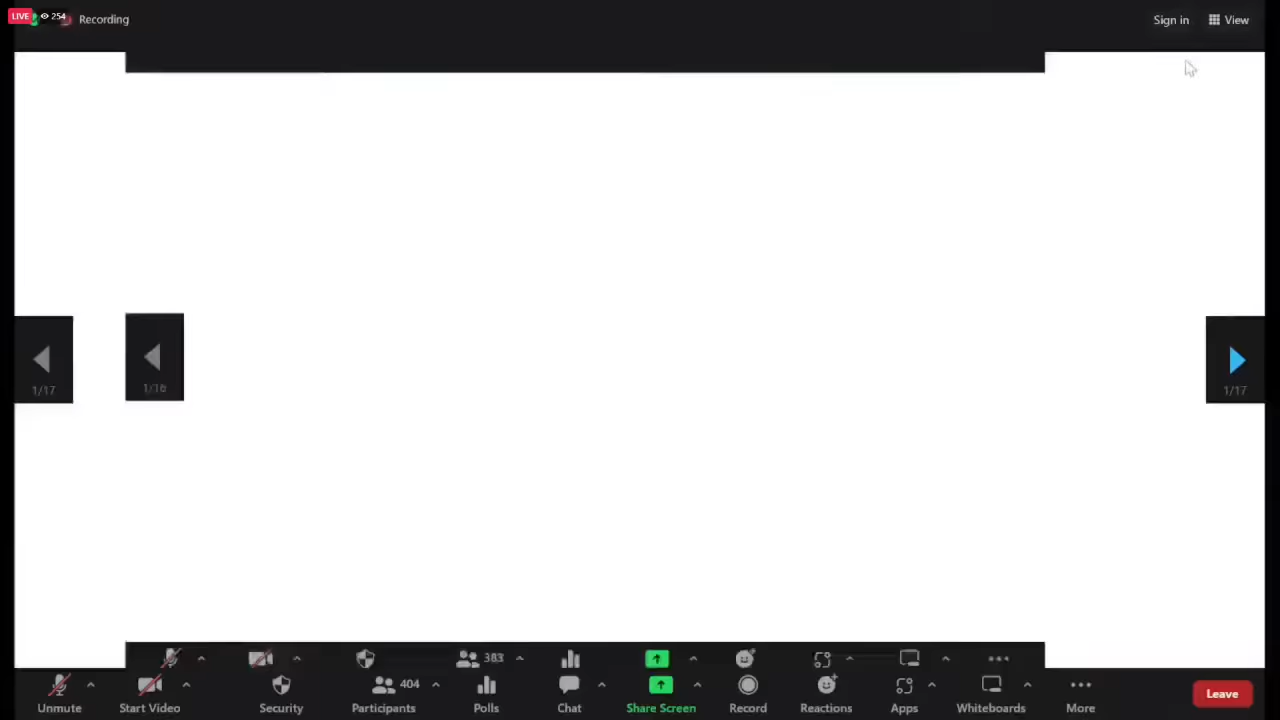 LIVE 254 Recording
Sign in View
1/17
1/16
1/17
383
404
Unmute Start Video Security Participants Polls Chat Share Screen Record Reactions Apps Whiteboards More Leave